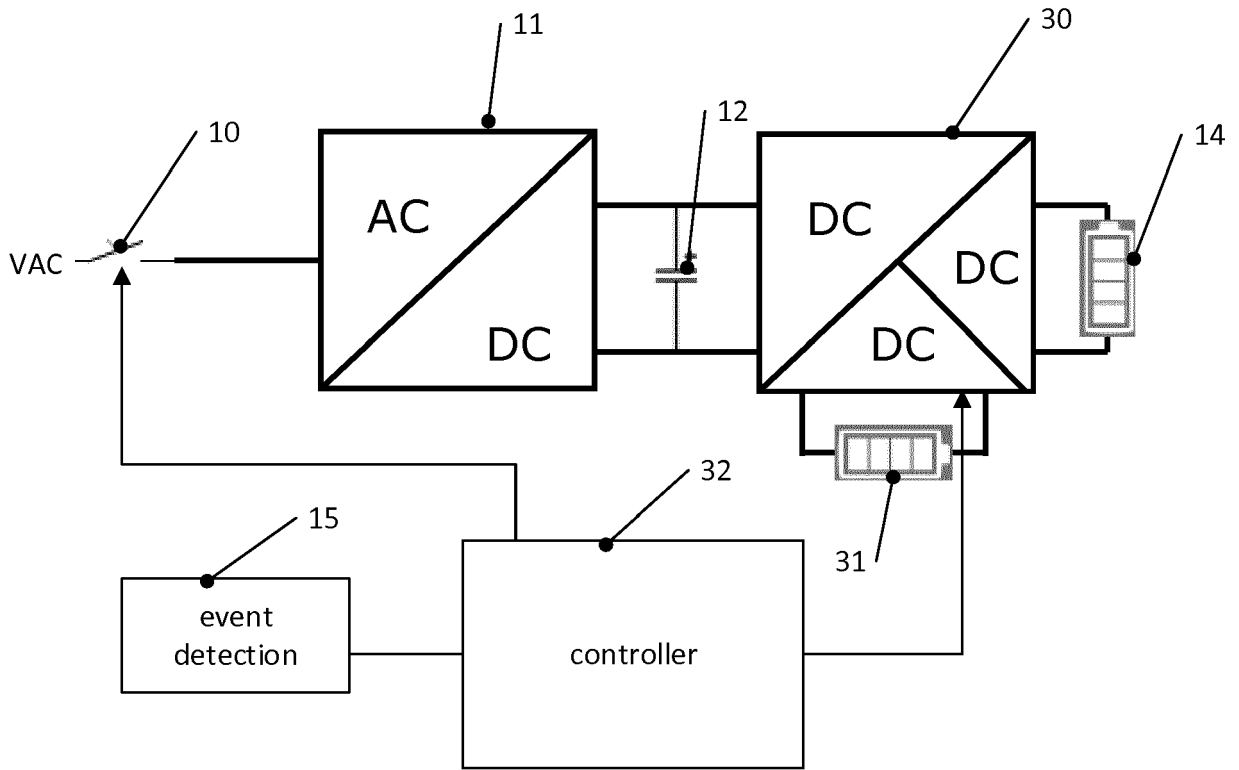 11
30
12
10
14
AC
DC
DC
VAC
DC
DC
32
31
15
event
detection
controller